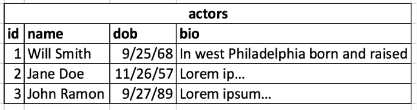 actors
id name dob bio
1 Will Smith 9/25/68 In west Philadelphia born and raised
2 Jane Doe 11/26/57 Lorem ip...
3 John Ramon 9/27/89 Lorem ipsum...